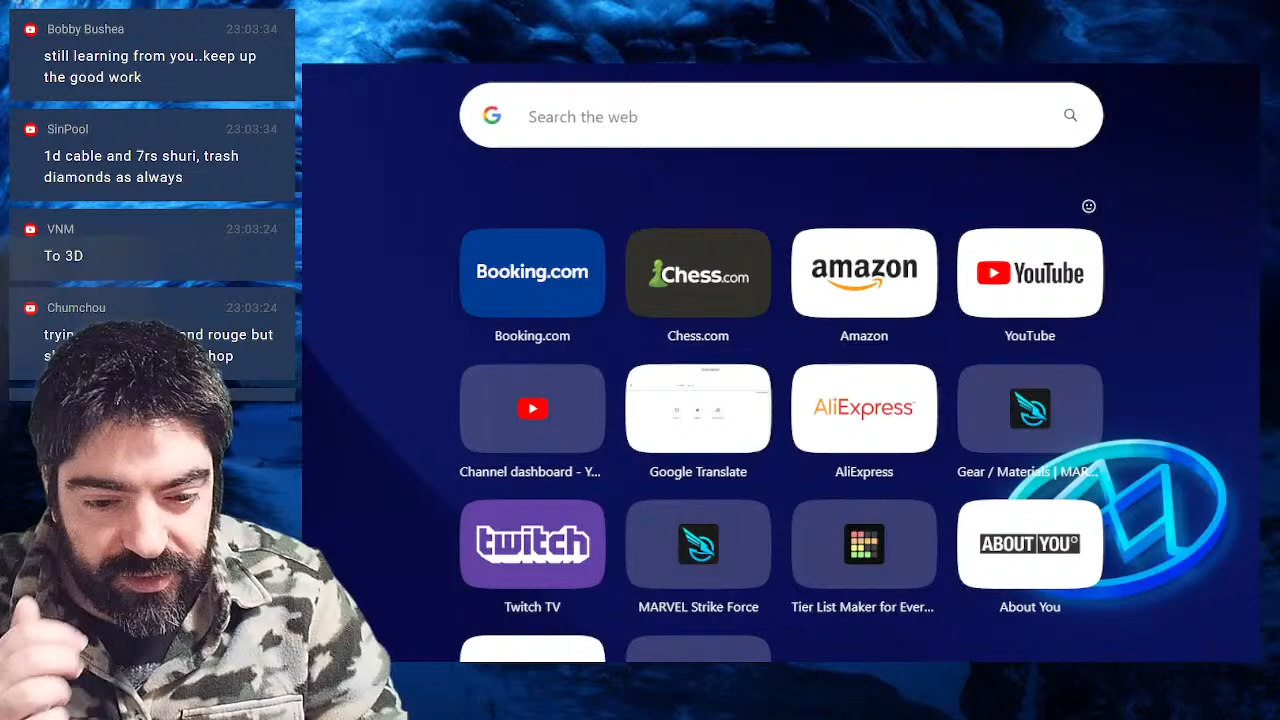 Bobby Bushea 23:03:34
still learning from you..keep up
the good work
SinPool 23:03:34
1d cable and 7rs shuri, trash
diamonds as always
VNM 23:03:24
To 3D
Chumchou 23:03:24
nd rouge but
hop
Search the web
Booking.com
Chess.com
amazon
YouTube
Booking.com
Chess.com
Amazon
YouTube
AliExpress
Channel dashboard - Y...
Google Translate
AliExpress
Gear / Materials | MAR...
twitch
ABOUT YOU
Twitch TV
MARVEL Strike Force
Tier List Maker for Ever...
About You